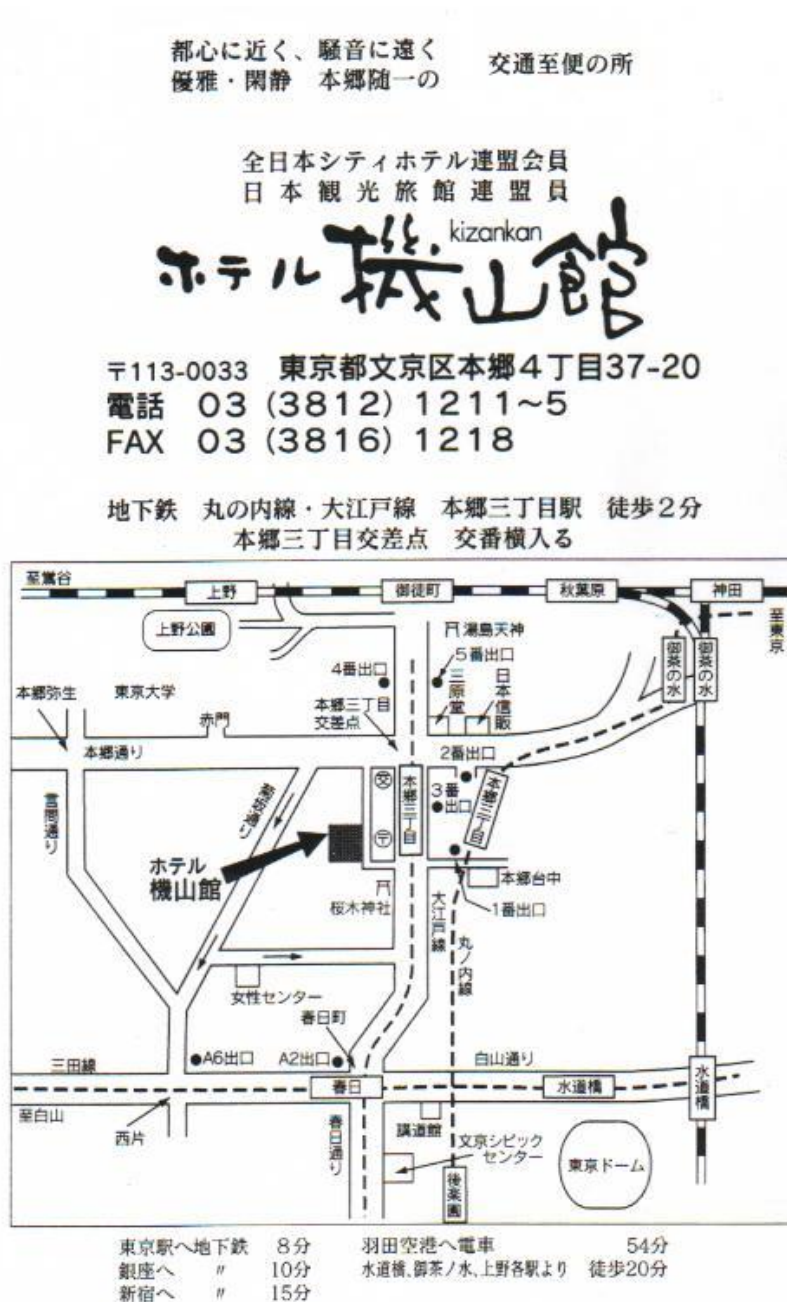 都心に近く、騒音に遠く
優雅・閑静　本郷随一の
交通至便の所
全日本シティホテル連盟会員
日本観光旅館連盟員
ホテル機山館
kizankan
〒113-0033　東京都文京区本郷4丁目37-20
電話　03 (3812) 1211〜5
FAX　03 (3816) 1218
地下鉄　丸の内線・大江戸線　本郷三丁目駅　徒歩2分
本郷三丁目交差点　交番横入る
至鶯谷
上野
御徒町
秋葉原
神田
至東京
上野公園
湯島天神
御茶の水
御茶の水
4番出口
5番出口
三原堂
日本信販
本郷弥生
東京大学
赤門
本郷三丁目
交差点
本郷通り
2番出口
言問通り
菊坂通り
交
〒
本郷三丁目
3番
出口
本郷三丁目
ホテル
機山館
桜木神社
本郷台中
1番出口
大江戸線
丸ノ内線
女性センター
春日町
三田線
A6出口
A2出口
白山通り
春日
水道橋
水道橋
至白山
西片
春日通り
講道館
文京シビック
センター
後楽園
東京ドーム
東京駅へ地下鉄　8分
銀座へ　〃　10分
新宿へ　〃　15分
羽田空港へ電車　54分
水道橋、御茶ノ水、上野各駅より　徒歩20分